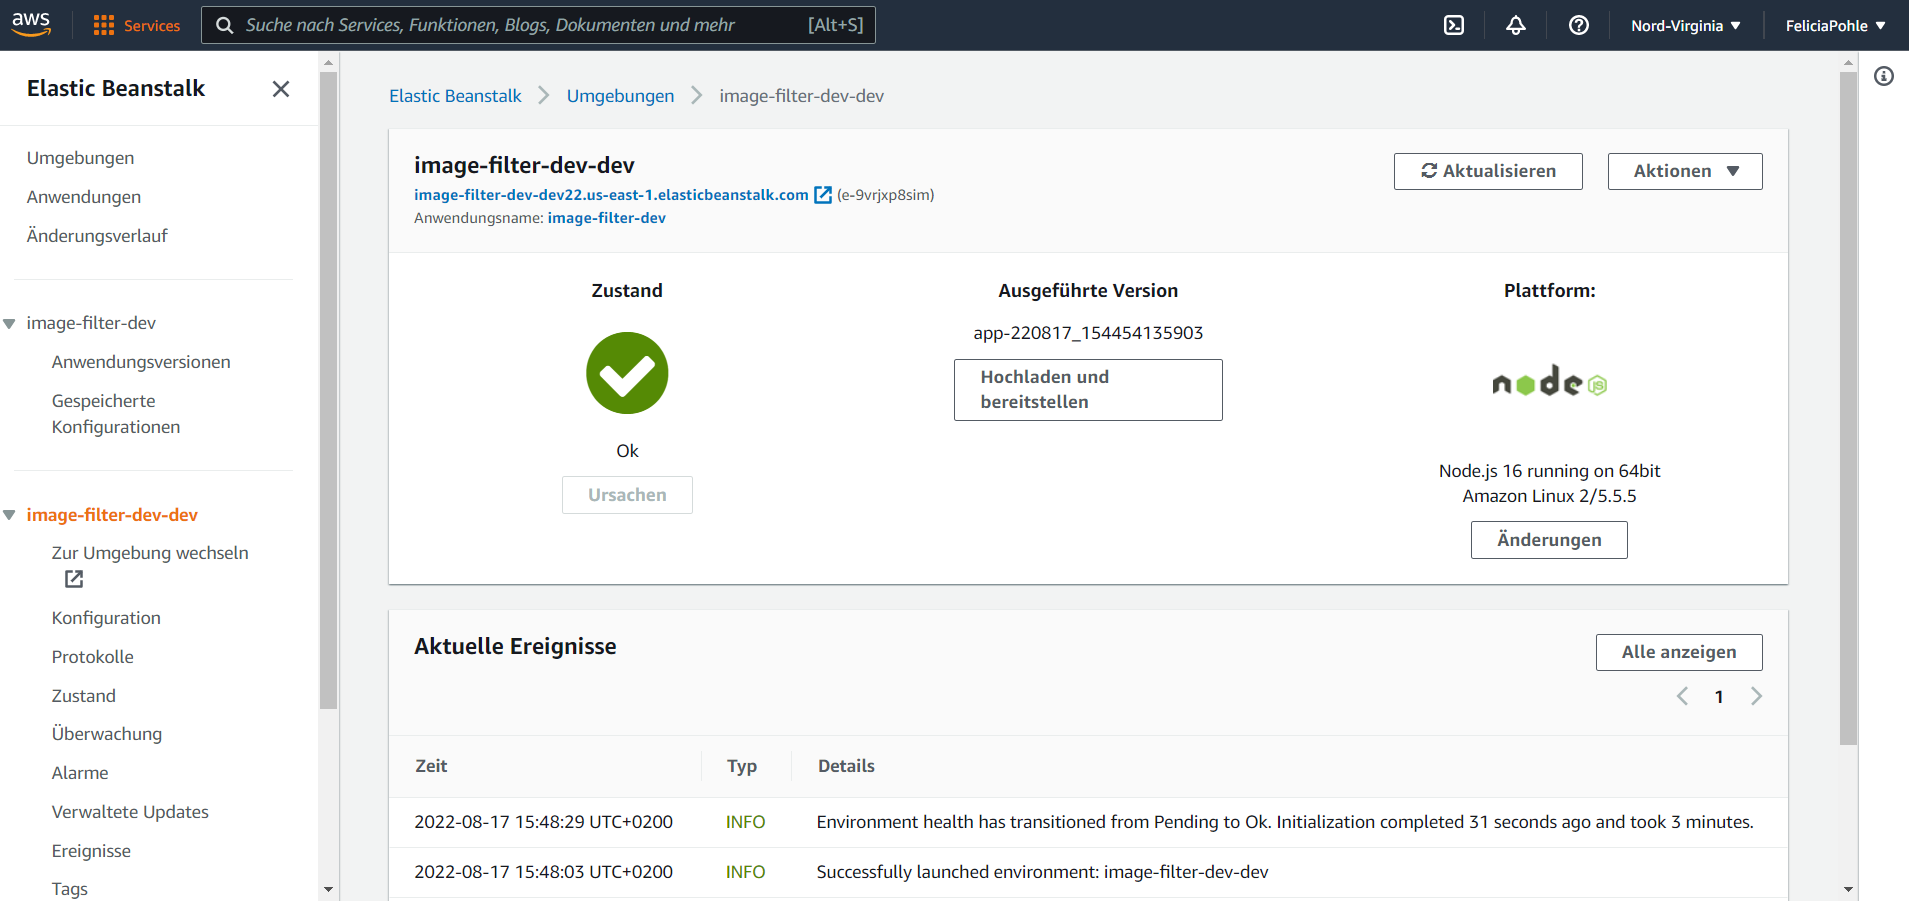 aws
Services
Suche nach Services, Funktionen, Blogs, Dokumenten und mehr
[Alt+S]
Nord-Virginia
FeliciaPohle
Elastic Beanstalk
Umgebungen
Anwendungen
Änderungsverlauf
image-filter-dev
Anwendungsversionen
Gespeicherte
Konfigurationen
image-filter-dev-dev
Zur Umgebung wechseln
Konfiguration
Protokolle
Zustand
Überwachung
Alarme
Verwaltete Updates
Ereignisse
Tags
Elastic Beanstalk
Umgebungen
image-filter-dev-dev
image-filter-dev-dev
image-filter-dev-dev22.us-east-1.elasticbeanstalk.com (e-9vrjxp8sim)
Anwendungsname: image-filter-dev
Aktualisieren
Aktionen
Zustand
Ok
Ursachen
Ausgeführte Version
app-220817_154454135903
Hochladen und
bereitstellen
Plattform:
node JS
Node.js 16 running on 64bit
Amazon Linux 2/5.5.5
Änderungen
Aktuelle Ereignisse
Alle anzeigen
1
Zeit Typ Details
2022-08-17 15:48:29 UTC+0200 INFO Environment health has transitioned from Pending to Ok. Initialization completed 31 seconds ago and took 3 minutes.
2022-08-17 15:48:03 UTC+0200 INFO Successfully launched environment: image-filter-dev-dev